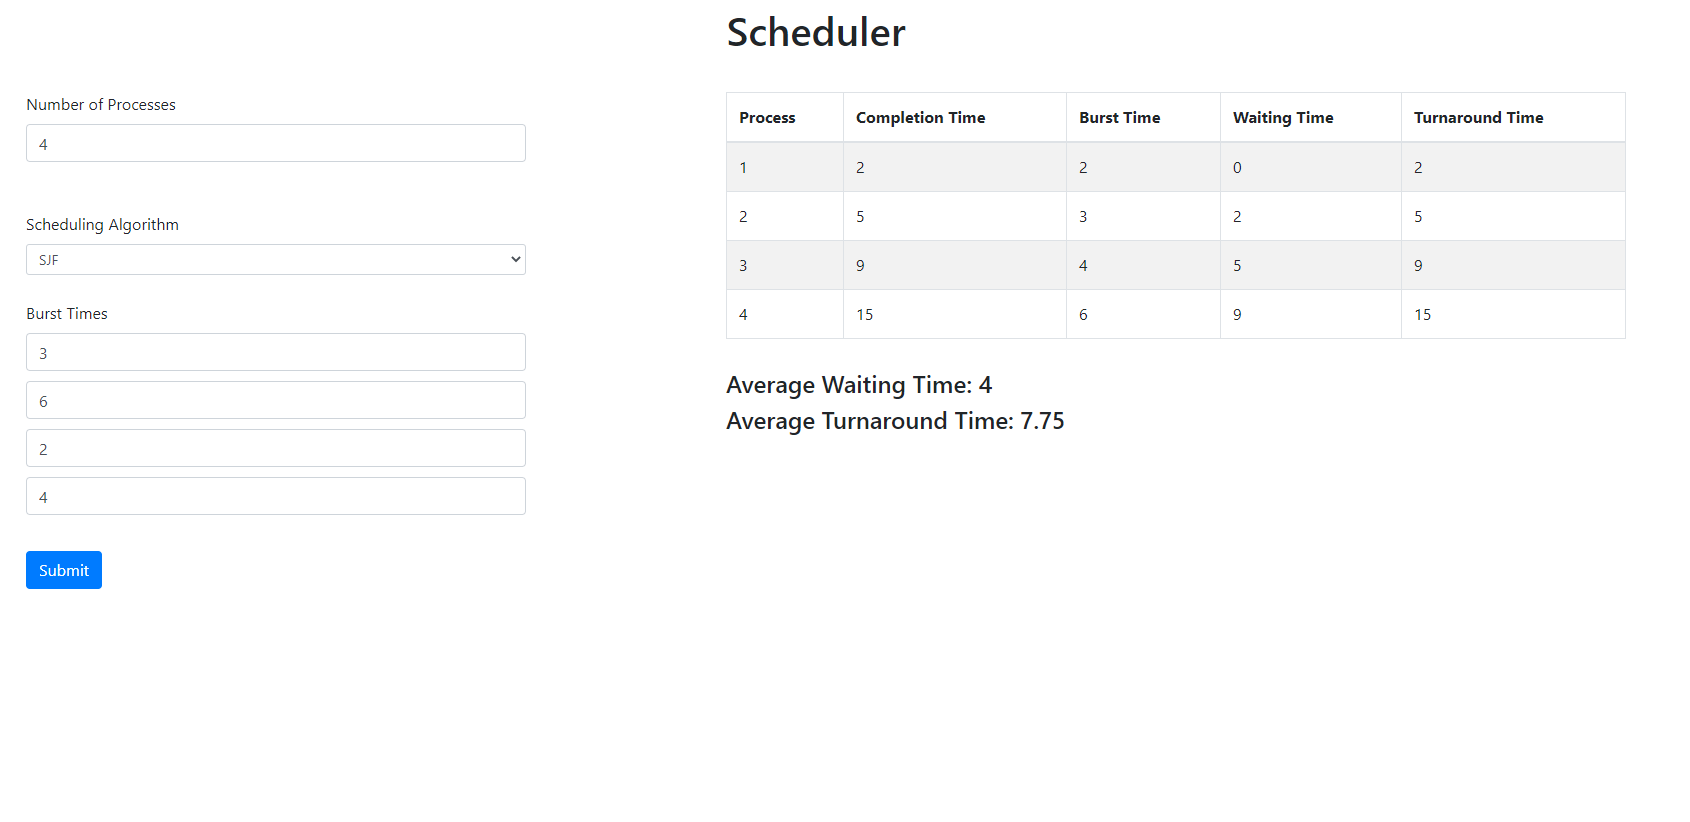 Scheduler
Number of Processes
4
Scheduling Algorithm
SJF
Burst Times
3
6
2
4
Submit
Process Completion Time Burst Time Waiting Time Turnaround Time
1 2 2 0 2
2 5 3 2 5
3 9 4 5 9
4 15 6 9 15
Average Waiting Time: 4
Average Turnaround Time: 7.75